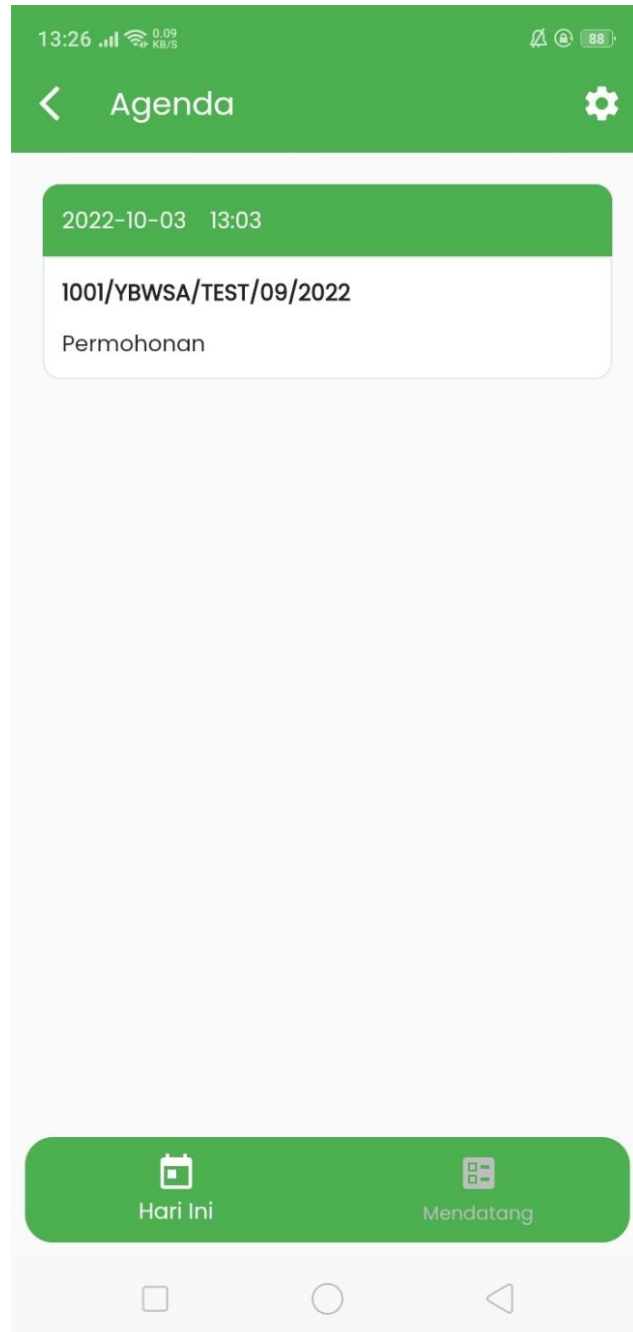 13:26 0.09 KB/S 88
Agenda
2022-10-03 13:03
1001/YBWSA/TEST/09/2022
Permohonan
Hari Ini Mendatang